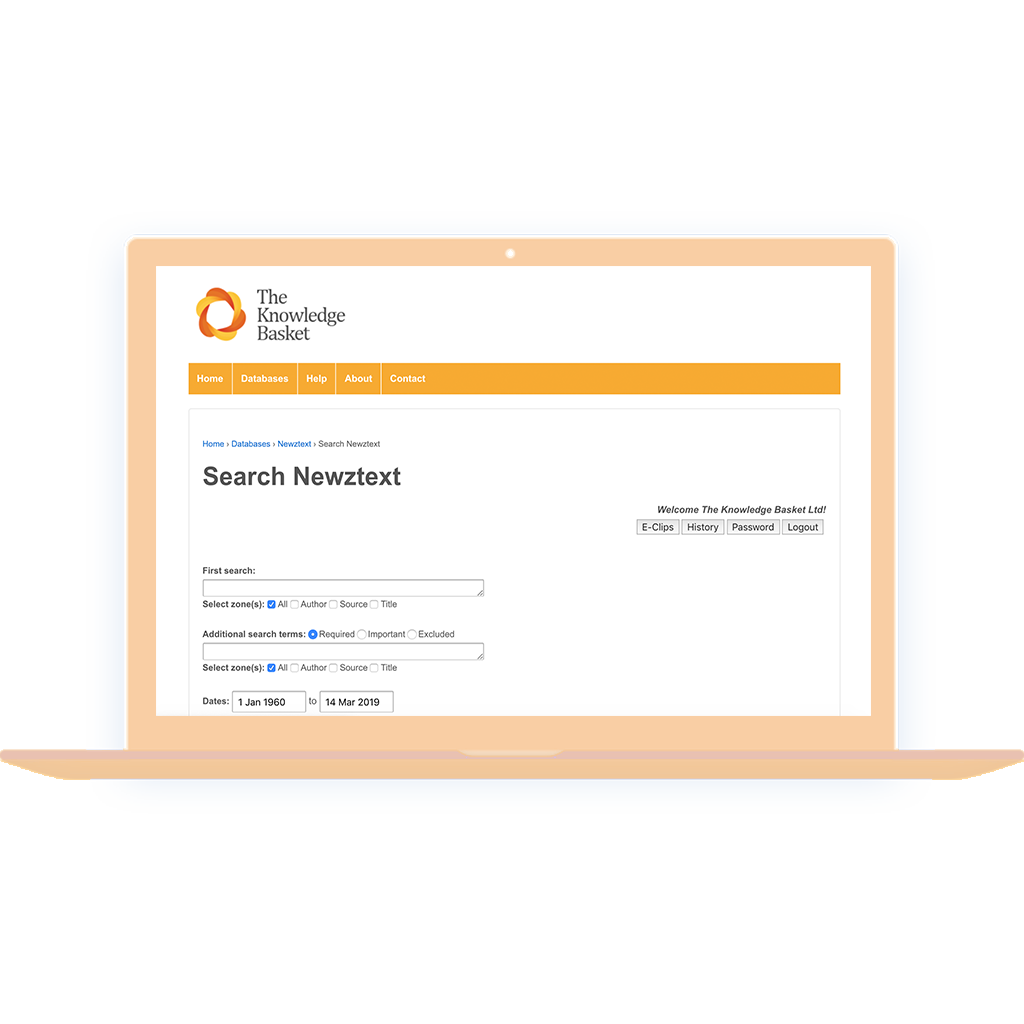 The
Knowledge
Basket
Home Databases Help About Contact
Home › Databases › Newztext › Search Newztext
Search Newztext
Welcome The Knowledge Basket Ltd!
E-Clips History Password Logout
First search:
Select zone(s): All Author Source Title
Additional search terms: Required Important Excluded
Select zone(s): All Author Source Title
Dates: 1 Jan 1960 to 14 Mar 2019